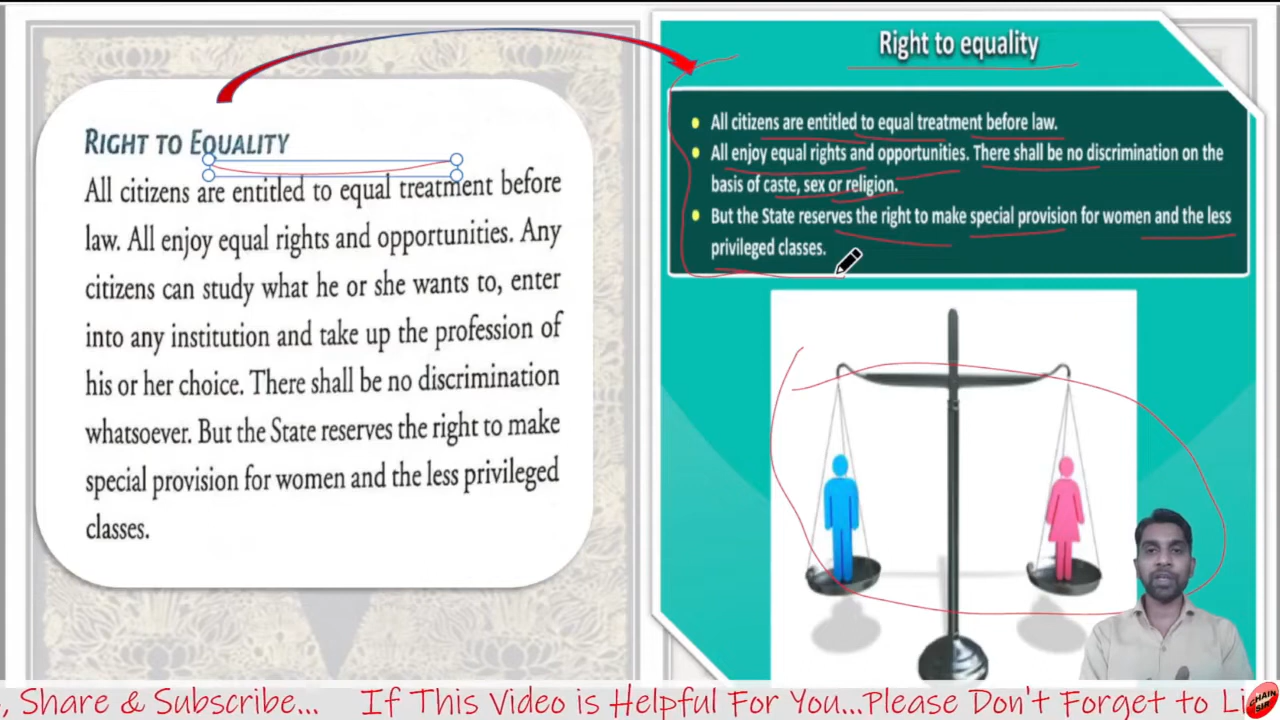 RIGHT TO EQUALITY
All citizens are entitled to equal treatment before
law. All enjoy equal rights and opportunities. Any
citizens can study what he or she wants to, enter
into any institution and take up the profession of
his or her choice. There shall be no discrimination
whatsoever. But the State reserves the right to make
special provision for women and the less privileged
classes.
Right to equality
All citizens are entitled to equal treatment before law.
All enjoy equal rights and opportunities. There shall be no discrimination on the
basis of caste, sex or religion.
But the State reserves the right to make special provision for women and the less
privileged classes.
, Share & Subscribe... If This Video is Helpful For You...Please Don't Forget to Li
CHAIN
SIR